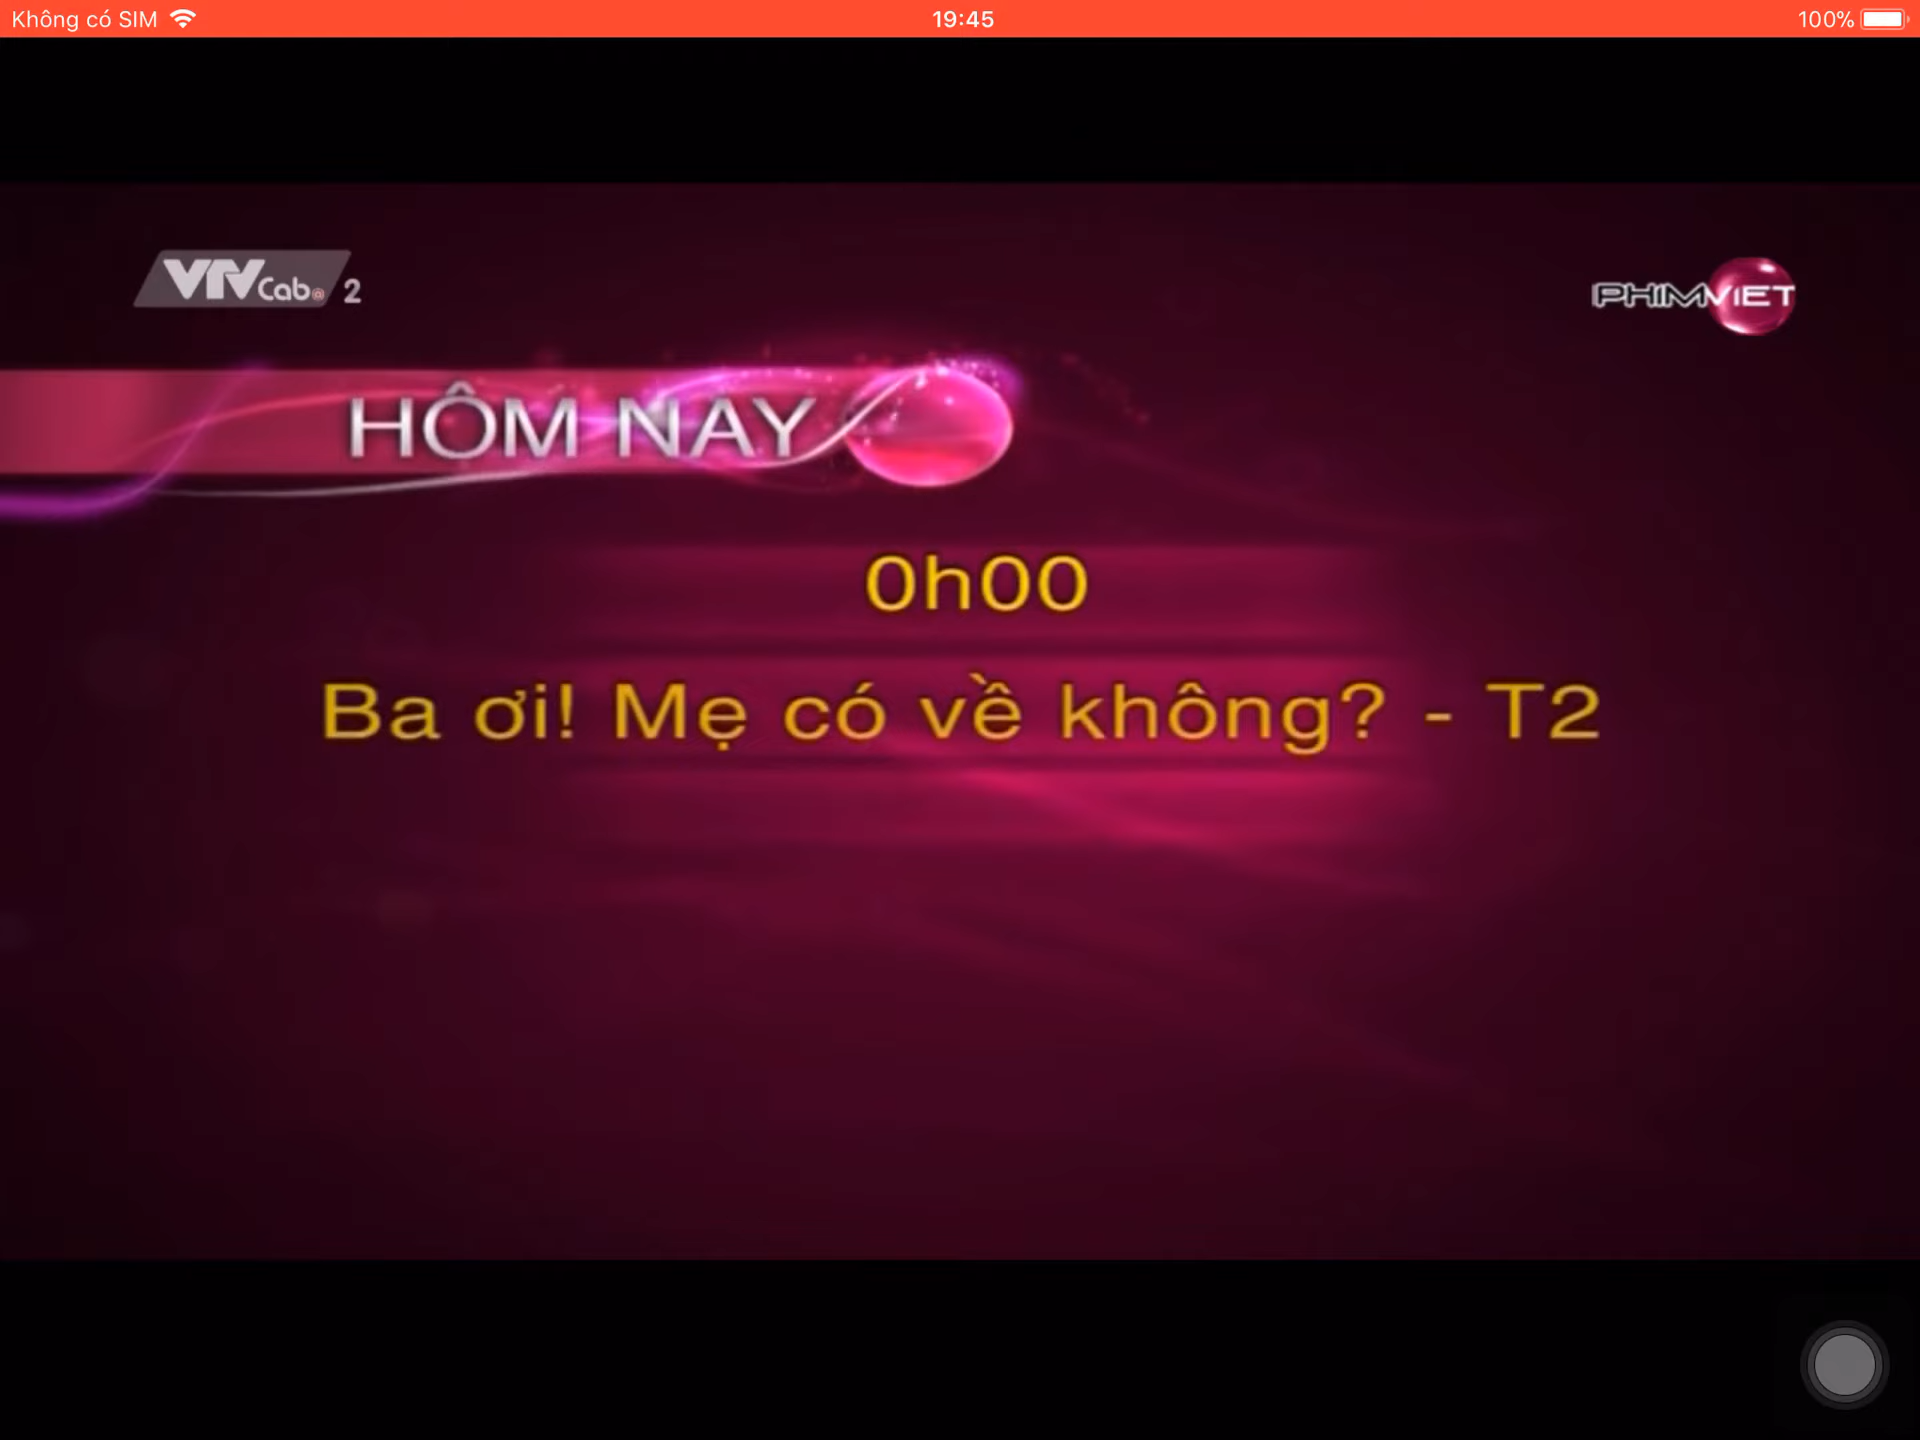 Không có SIM 19:45 100%
VTVCab 2
PHIMVIET
HÔM NAY
0h00
Ba ơi! Mẹ có về không? - T2